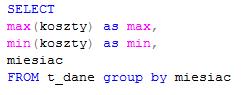 SELECT
max(koszty) as max,
min(koszty) as min,
miesiac
FROM t_dane group by miesiac